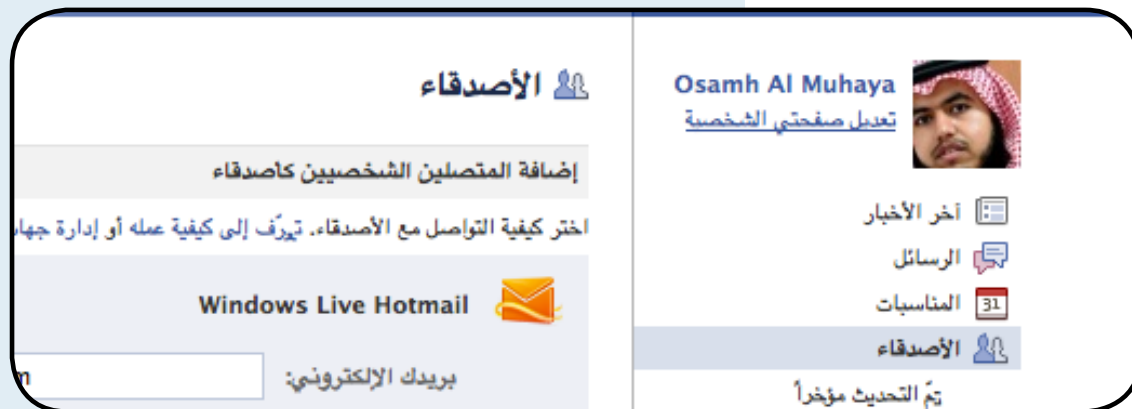 Osamh Al Muhaya
تعديل صفحتي الشخصية
آخر الأخبار
الرسائل
31
المناسبات
الأصدقاء
تمّ التحديث مؤخراً
الأصدقاء
إضافة المتصلين الشخصيين كأصدقاء
اختر كيفية التواصل مع الأصدقاء. تعرّف إلى كيفية عمله أو إدارة
Windows Live Hotmail
بريدك الإلكتروني: